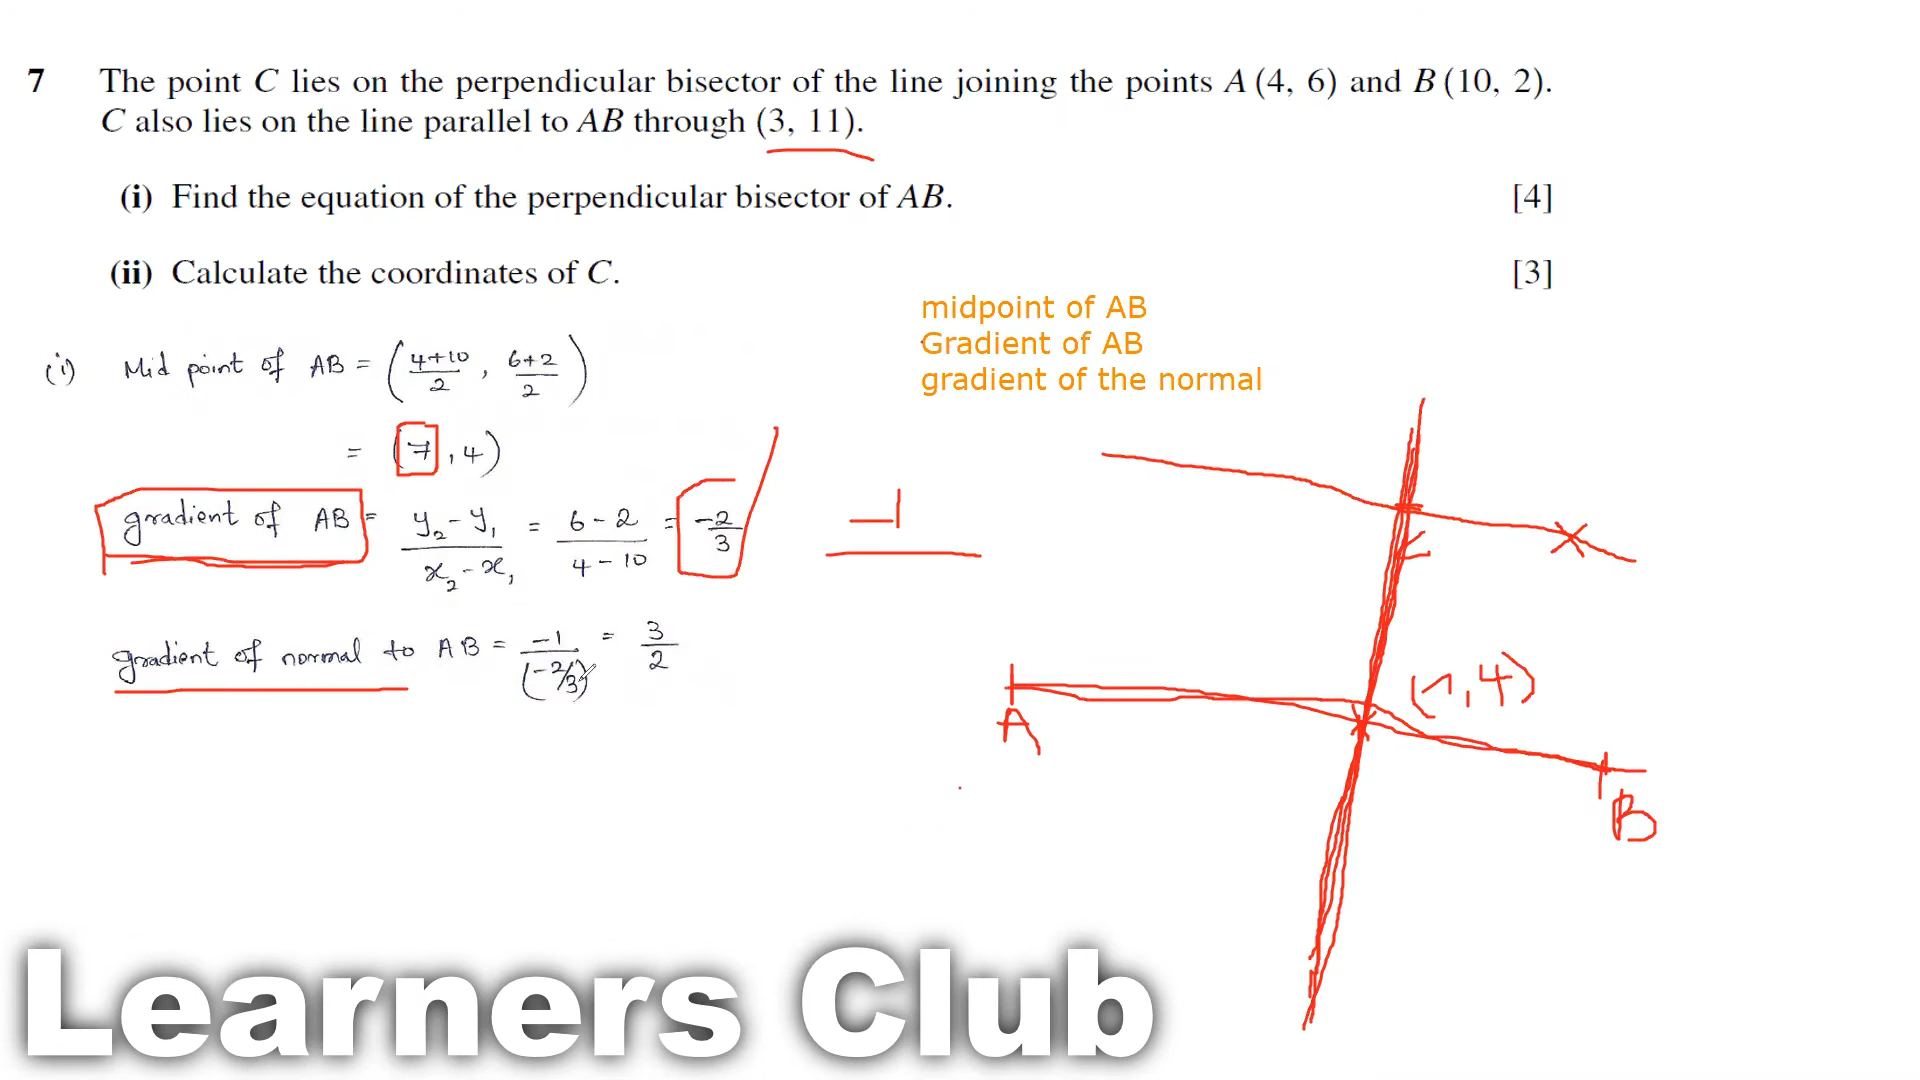 7 The point C lies on the perpendicular bisector of the line joining the points A (4, 6) and B (10, 2).
C also lies on the line parallel to AB through (3, 11).
(i) Find the equation of the perpendicular bisector of AB. [4]
(ii) Calculate the coordinates of C. [3]
midpoint of AB
Gradient of AB
gradient of the normal
(i) Mid point of AB = ( (4+10)/2 , (6+2)/2 )
= (7, 4)
gradient of AB = (y₂ - y₁)/(x₂ - x₁) = (6 - 2)/(4 - 10) = -2/3
-1
gradient of normal to AB = -1/(-2/3) = 3/2
(7, 4)
A
B
Learners Club